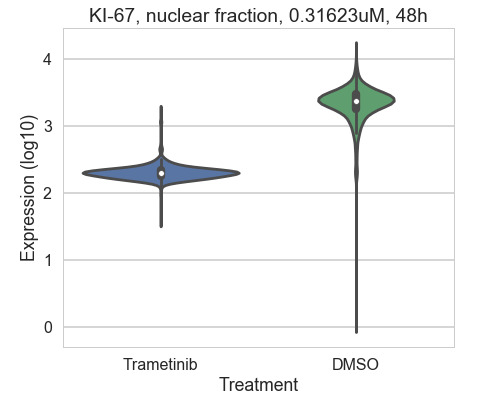 KI-67, nuclear fraction, 0.31623uM, 48h
Expression (log10)
4
3
2
1
0
Trametinib DMSO
Treatment